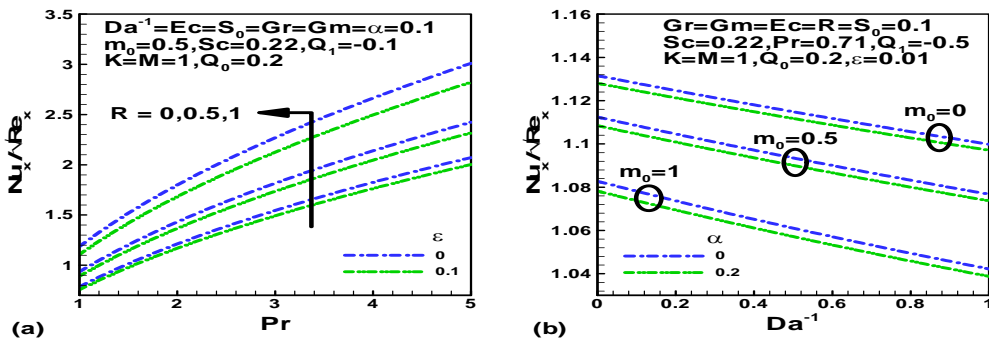 Da⁻¹=Ec=S₀=Gr=Gm=α=0.1
m₀=0.5,Sc=0.22,Q₁=-0.1
K=M=1,Q₀=0.2
R = 0,0.5,1
ε
0
0.1
Nuₓ/√Reₓ
3.5
3
2.5
2
1.5
1
1 2 3 4 5
Pr
(a)
Gr=Gm=Ec=R=S₀=0.1
Sc=0.22,Pr=0.71,Q₁=-0.5
K=M=1,Q₀=0.2,ε=0.01
m₀=0
m₀=0.5
m₀=1
α
0
0.2
Nuₓ/√Reₓ
1.16
1.14
1.12
1.10
1.08
1.06
1.04
0 0.2 0.4 0.6 0.8 1
Da⁻¹
(b)